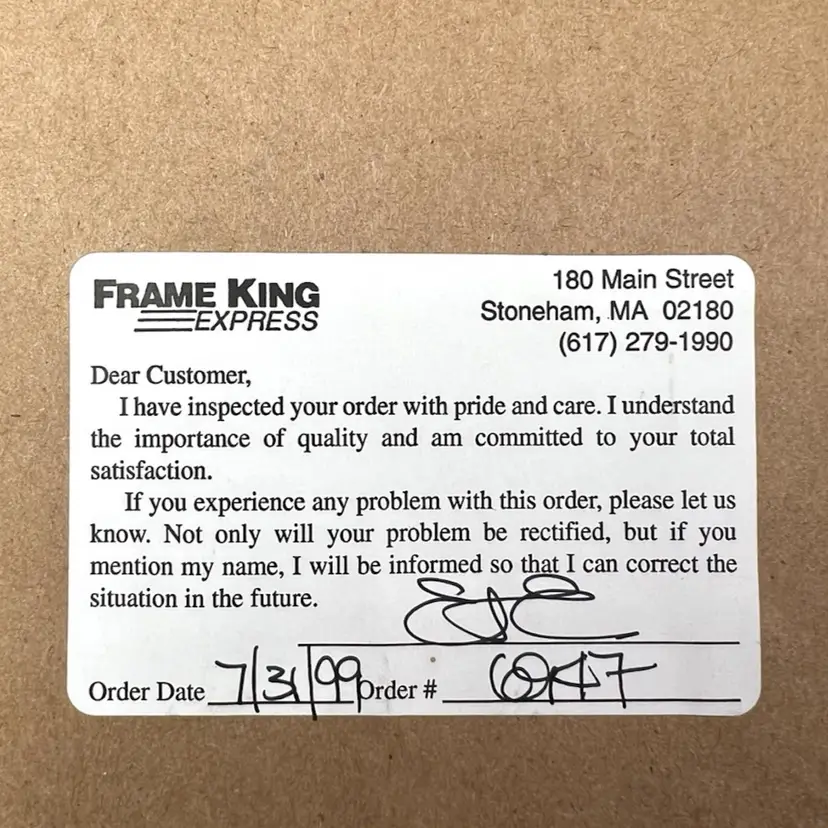 FRAME KING
EXPRESS
180 Main Street
Stoneham, MA 02180
(617) 279-1990
Dear Customer,
I have inspected your order with pride and care. I understand
the importance of quality and am committed to your total
satisfaction.
If you experience any problem with this order, please let us
know. Not only will your problem be rectified, but if you
mention my name, I will be informed so that I can correct the
situation in the future.
Order Date 7/31/99 Order #